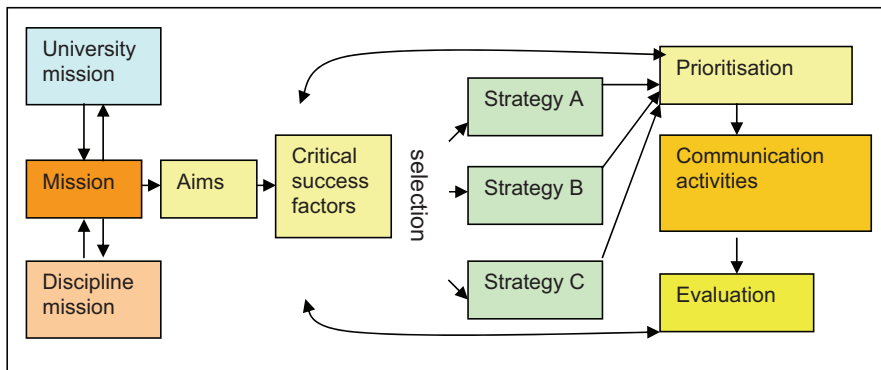 University
mission
Mission
Discipline
mission
Aims
Critical
success
factors
selection
Strategy A
Strategy B
Strategy C
Prioritisation
Communication
activities
Evaluation